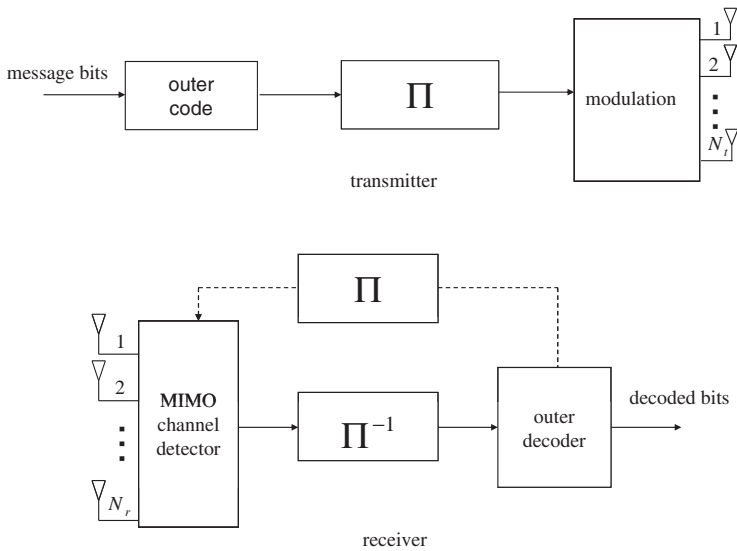 message bits
outer
code
Π
modulation
1
2
N_t
transmitter
Π
1
2
N_r
MIMO
channel
detector
Π⁻¹
outer
decoder
decoded bits
receiver